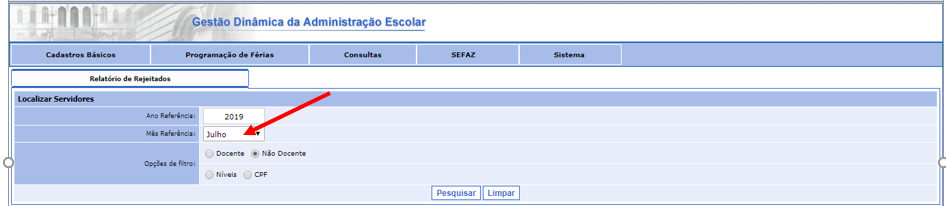 Gestão Dinâmica da Administração Escolar
Cadastros Básicos Programação de Férias Consultas SEFAZ Sistema
Relatório de Rejeitados
Localizar Servidores
Ano Referência: 2019
Mês Referência: Julho
Opções de filtro:
Docente Não Docente
Níveis CPF
Pesquisar Limpar